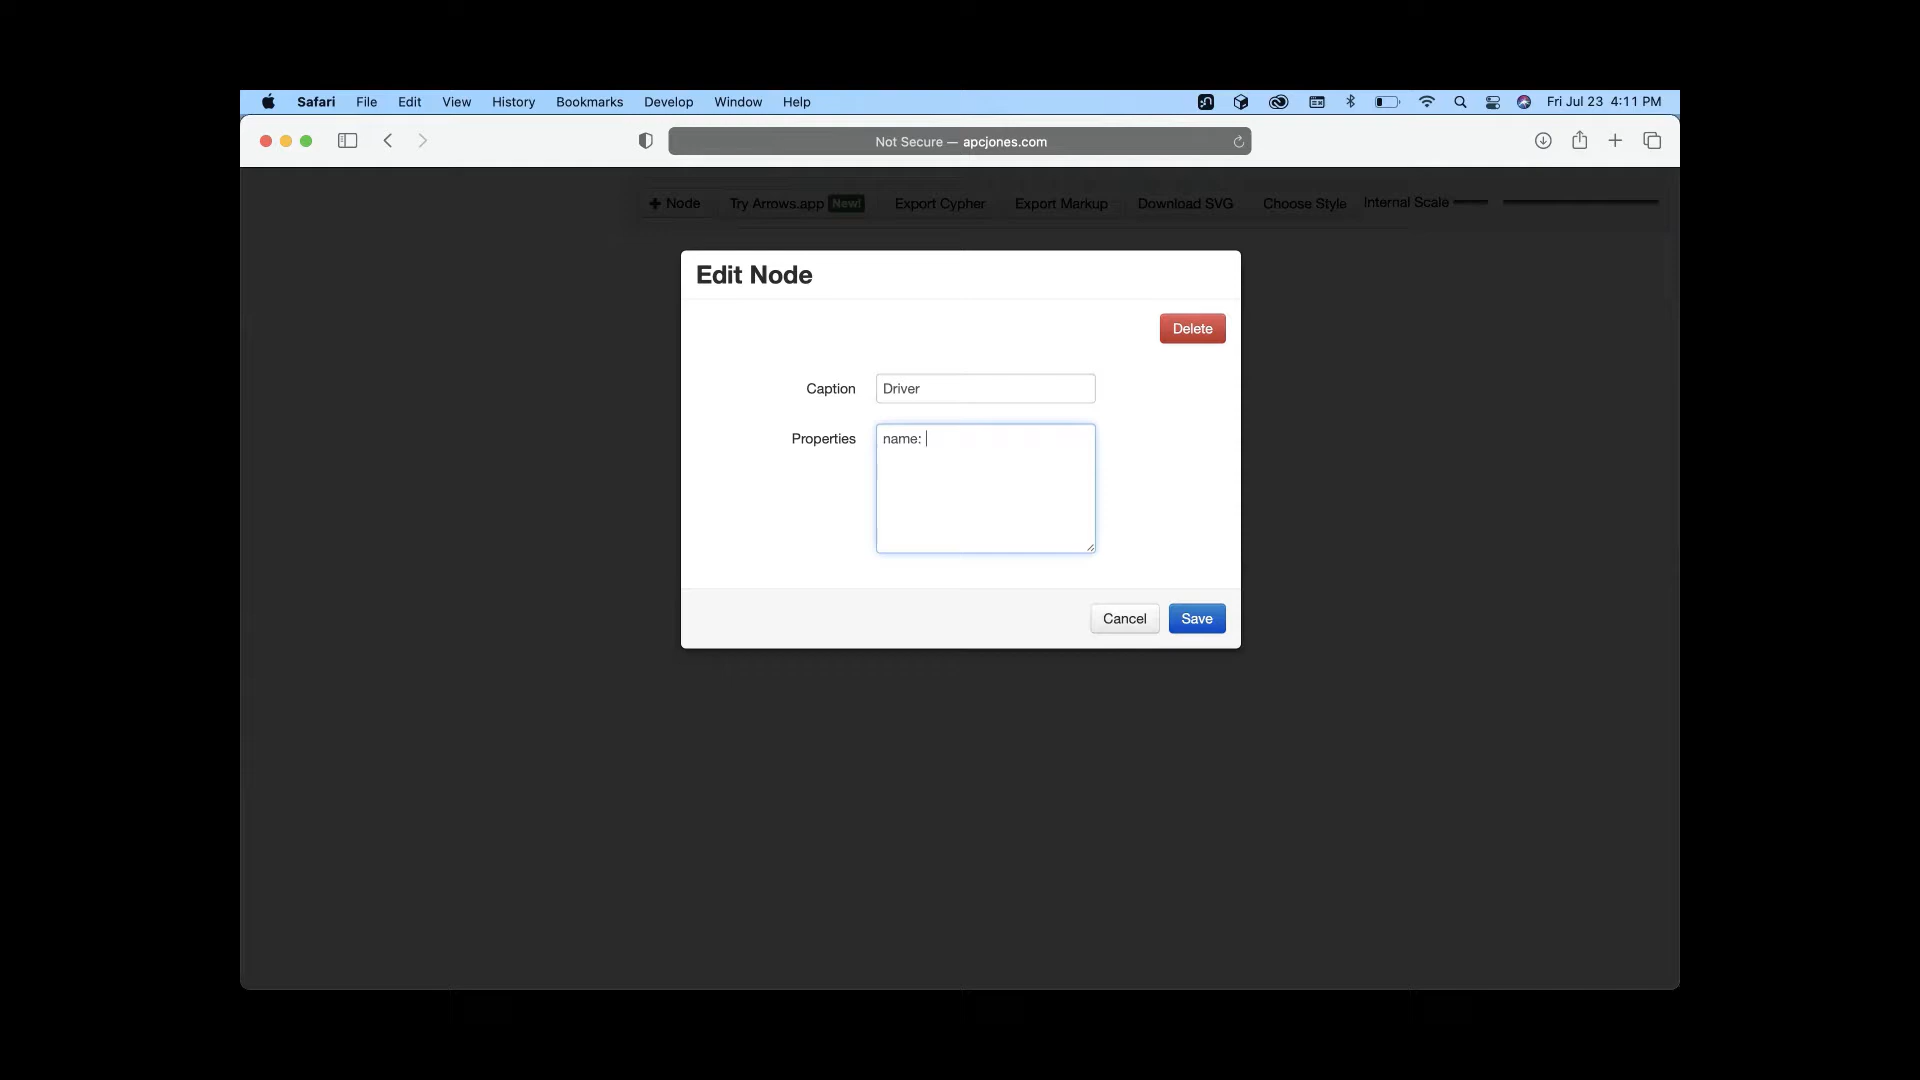 Safari File Edit View History Bookmarks Develop Window Help Fri Jul 23 4:11 PM
Not Secure — apcjones.com
+ Node Try Arrows.app New! Export Cypher Export Markup Download SVG Choose Style Internal Scale
Edit Node
Delete
Caption Driver
Properties name:
Cancel Save